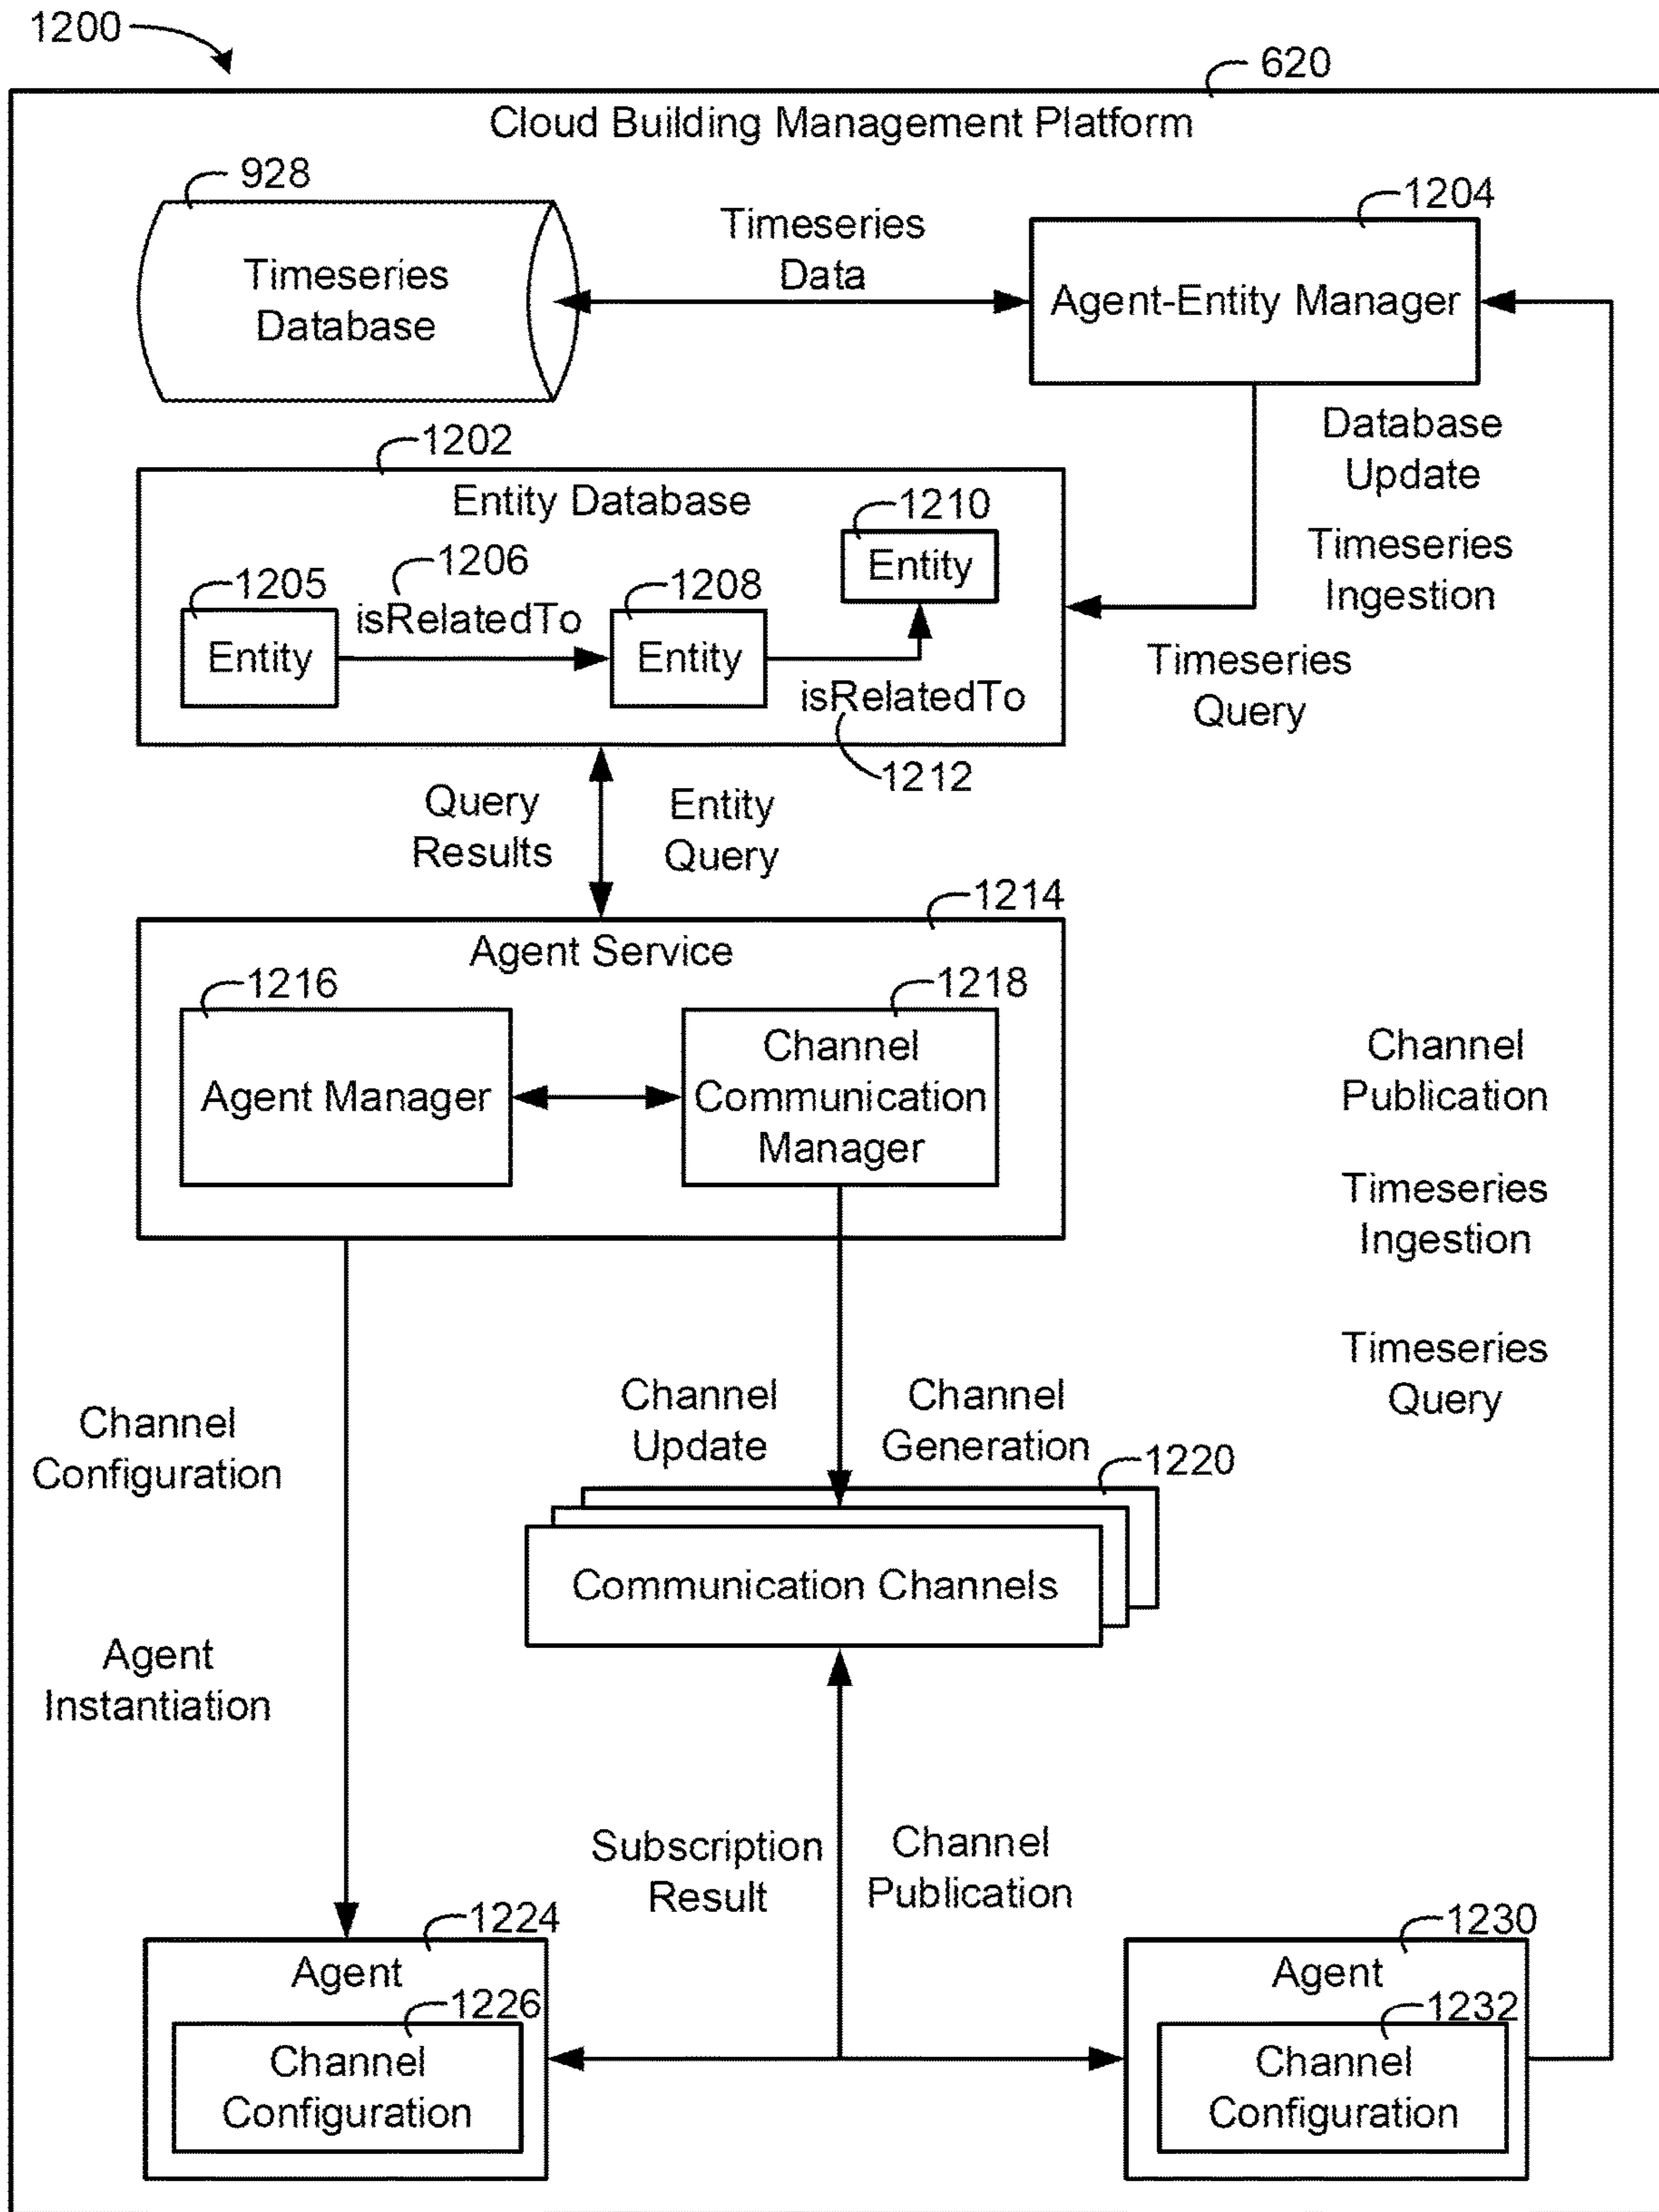 1200
620
Cloud Building Management Platform
928
1204
Timeseries
Data
Timeseries
Database
Agent-Entity Manager
Database
Update
Timeseries
Ingestion
Timeseries
Query
1202
Entity Database
1210
Entity
1206
isRelatedTo
1205
Entity
1208
Entity
isRelatedTo
1212
Query
Results
Entity
Query
1214
Agent Service
1216
Agent Manager
1218
Channel
Communication
Manager
Channel
Publication
Timeseries
Ingestion
Timeseries
Query
Channel
Configuration
Channel
Update
Channel
Generation
1220
Communication Channels
Agent
Instantiation
Subscription
Result
Channel
Publication
1224
Agent
1226
Channel
Configuration
1230
Agent
1232
Channel
Configuration